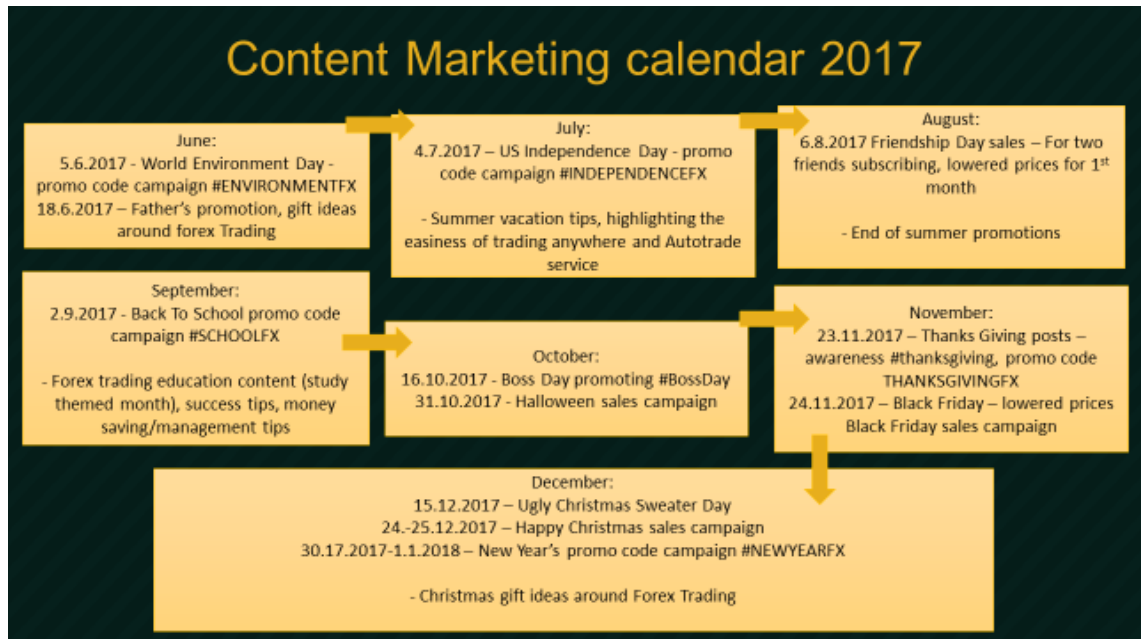 Content Marketing calendar 2017
June:
5.6.2017 - World Environment Day -
promo code campaign #ENVIRONMENTFX
18.6.2017 – Father's promotion, gift ideas
around forex Trading
July:
4.7.2017 – US Independence Day - promo
code campaign #INDEPENDENCEFX
- Summer vacation tips, highlighting the
easiness of trading anywhere and Autotrade
service
August:
6.8.2017 Friendship Day sales – For two
friends subscribing, lowered prices for 1st
month
- End of summer promotions
September:
2.9.2017 - Back To School promo code
campaign #SCHOOLFX
- Forex trading education content (study
themed month), success tips, money
saving/management tips
October:
16.10.2017 - Boss Day promoting #BossDay
31.10.2017 - Halloween sales campaign
November:
23.11.2017 – Thanks Giving posts –
awareness #thanksgiving, promo code
THANKSGIVINGFX
24.11.2017 – Black Friday – lowered prices
Black Friday sales campaign
December:
15.12.2017 – Ugly Christmas Sweater Day
24.-25.12.2017 – Happy Christmas sales campaign
30.17.2017-1.1.2018 – New Year's promo code campaign #NEWYEARFX
- Christmas gift ideas around Forex Trading